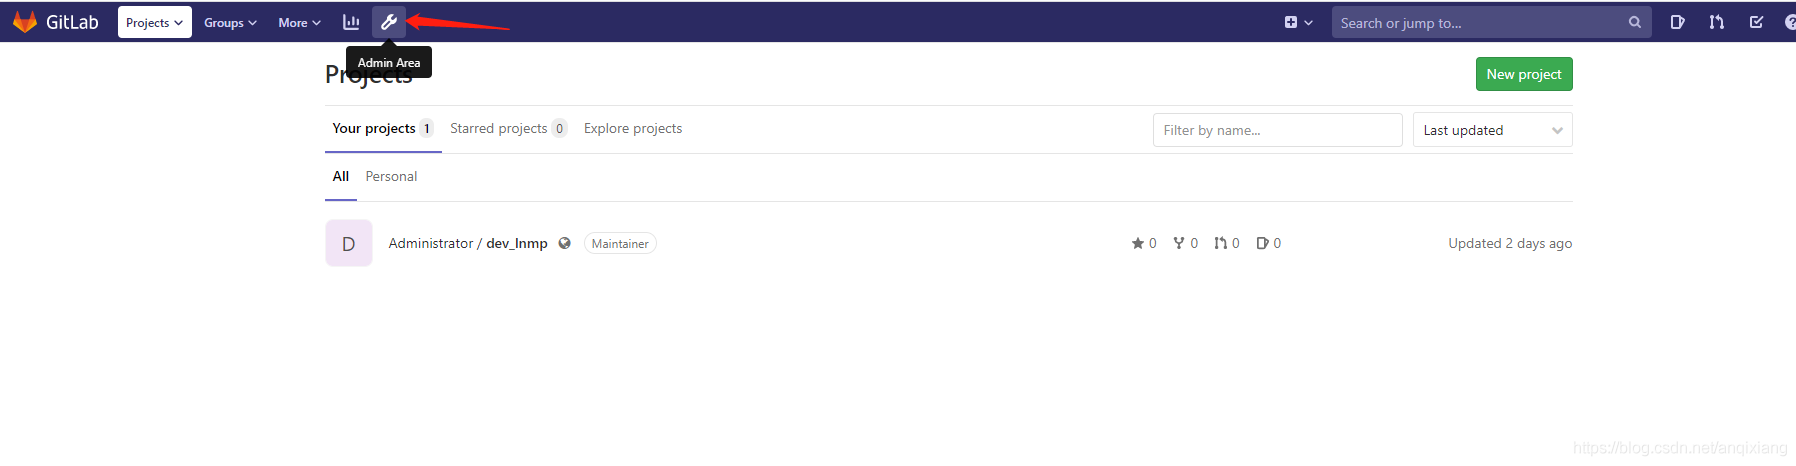 GitLab Projects Groups More Search or jump to...
Admin Area
Projects
New project
Your projects 1 Starred projects 0 Explore projects Filter by name... Last updated
All Personal
D Administrator / dev_lnmp Maintainer 0 0 0 0 Updated 2 days ago
https://blog.csdn.net/anqixiang